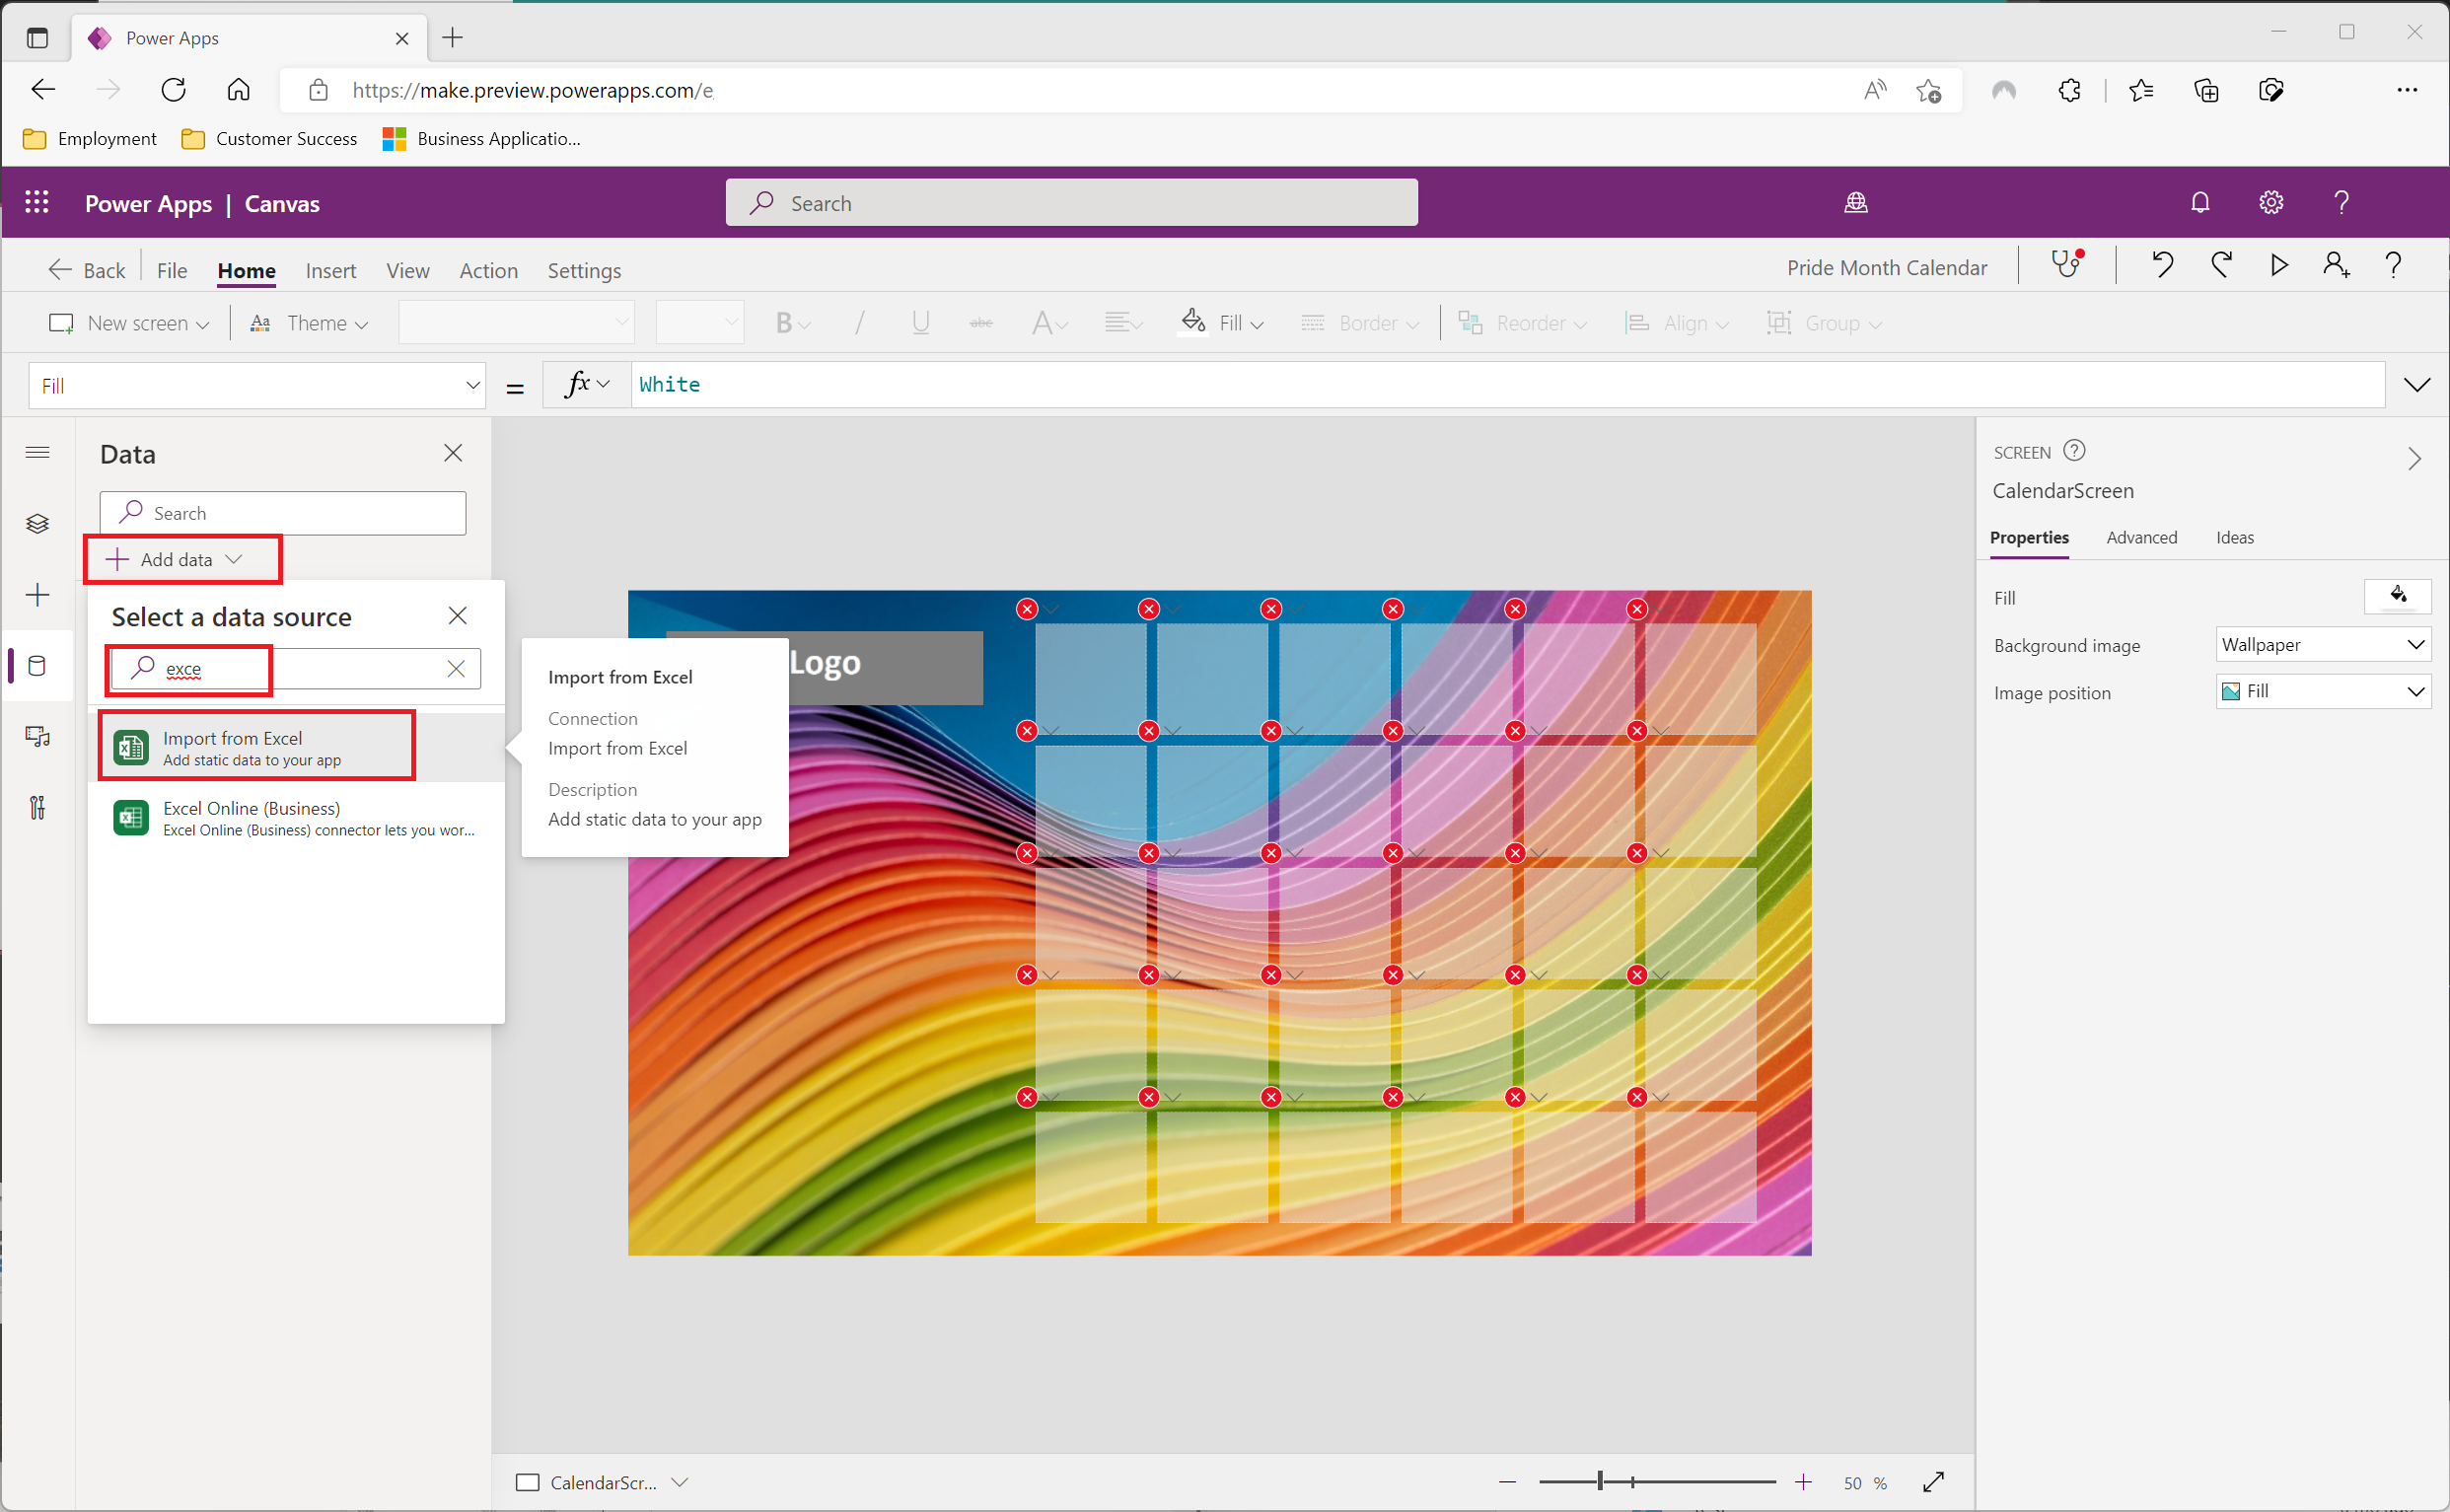 Power Apps
https://make.preview.powerapps.com/e
Employment
Customer Success
Business Applicatio...
Power Apps | Canvas
Search
Back
File
Home
Insert
View
Action
Settings
Pride Month Calendar
New screen
Aa
Theme
B
/
U
abc
A
Fill
Border
Reorder
Align
Group
Fill
=
fx
White
Data
Search
Add data
Select a data source
exce
Import from Excel
Add static data to your app
Excel Online (Business)
Excel Online (Business) connector lets you wor...
Import from Excel
Connection
Import from Excel
Description
Add static data to your app
Logo
SCREEN
CalendarScreen
Properties
Advanced
Ideas
Fill
Background image
Wallpaper
Image position
Fill
CalendarScr...
50 %